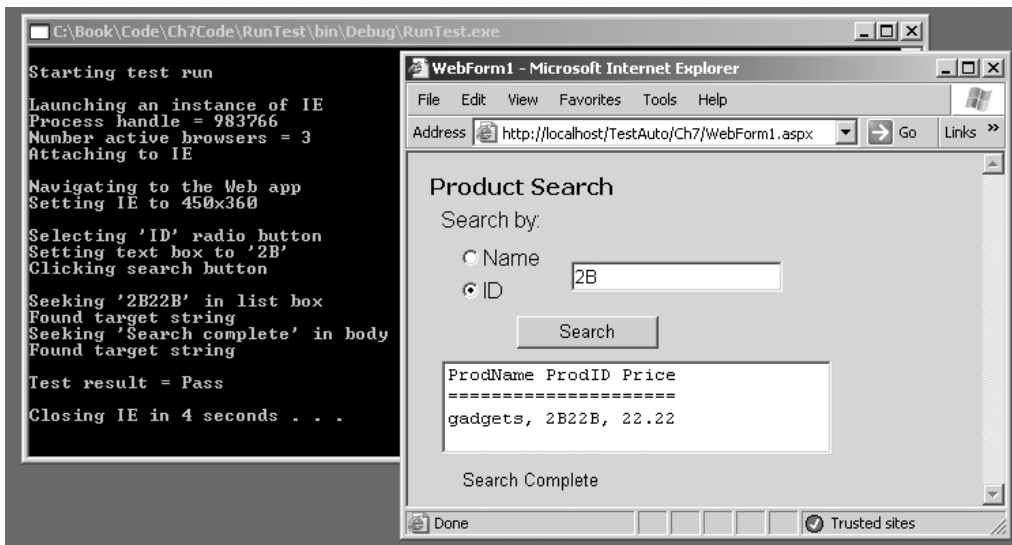 C:\Book\Code\Ch7Code\RunTest\bin\Debug\RunTest.exe
Starting test run
Launching an instance of IE
Process handle = 983766
Number active browsers = 3
Attaching to IE
Navigating to the Web app
Setting IE to 450x360
Selecting 'ID' radio button
Setting text box to '2B'
Clicking search button
Seeking '2B22B' in list box
Found target string
Seeking 'Search complete' in body
Found target string
Test result = Pass
Closing IE in 4 seconds . . .
WebForm1 - Microsoft Internet Explorer
File Edit View Favorites Tools Help
Address http://localhost/TestAuto/Ch7/WebForm1.aspx Go Links »
Product Search
Search by:
Name
2B
ID
Search
ProdName ProdID Price
======================
gadgets, 2B22B, 22.22
Search Complete
Done Trusted sites